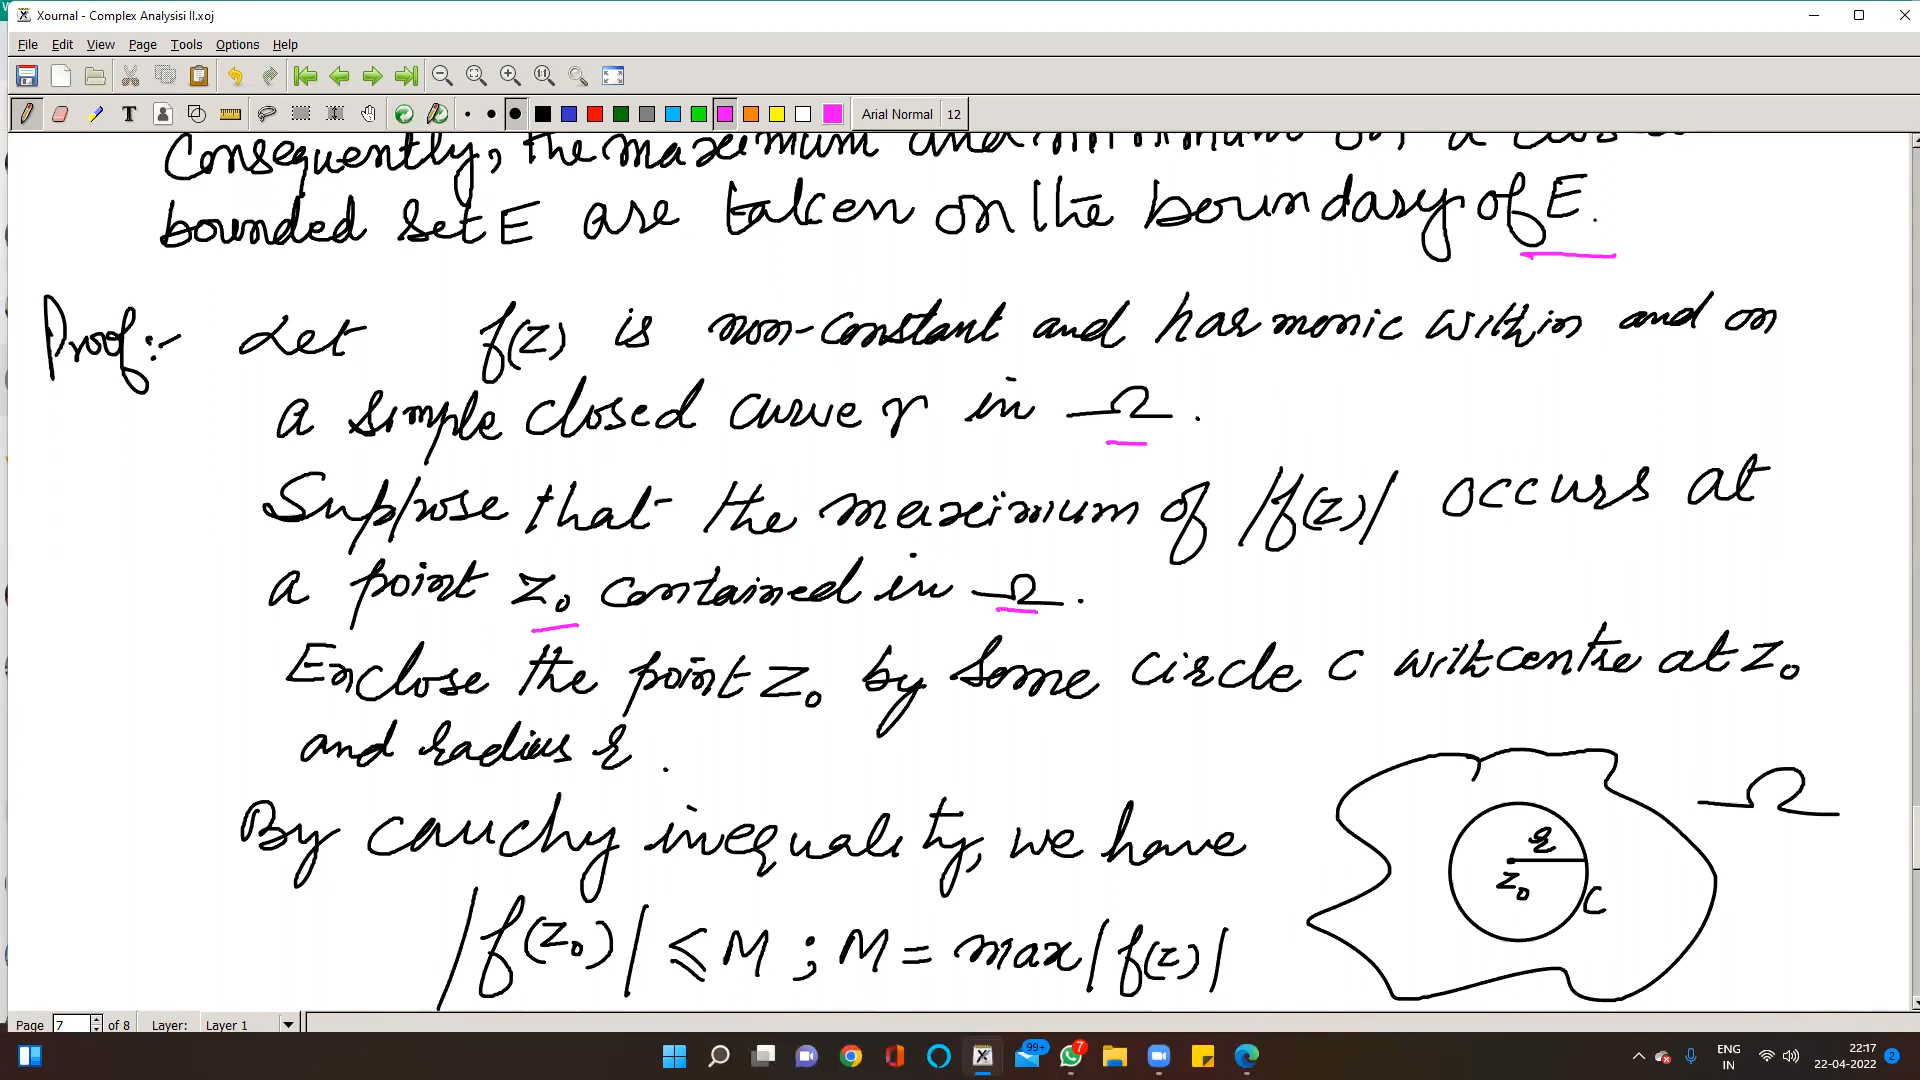 Xournal - Complex Analysisi II.xoj
File Edit View Page Tools Options Help
Arial Normal 12
Consequently, the maximum and minimum on a
bounded set E are taken on the boundary of E.
Proof:- Let f(z) is non-constant and harmonic within and on
a simple closed curve γ in Ω.
Suppose that the maximum of |f(z)| occurs at
a point z₀ contained in Ω.
Enclose the point z₀ by some circle C with centre at z₀
and radius r.
By Cauchy inequality, we have
|f(z₀)| ⩽ M ; M = max|f(z)|
Ω
r
z₀
C
Page 7 of 8 Layer: Layer 1
99+
7
ENG
IN
22:17
22-04-2022
2